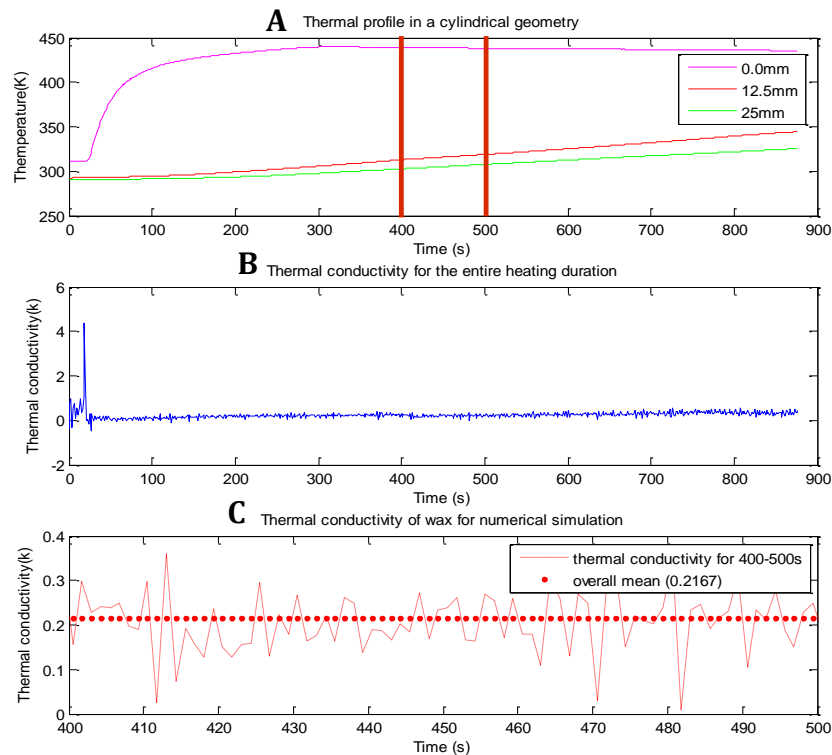 A Thermal profile in a cylindrical geometry
Themperature(K)
450
400
350
300
250
0.0mm
12.5mm
25mm
0 100 200 300 400 500 600 700 800 900
Time (s)
B Thermal conductivity for the entire heating duration
Thermal conductivity(k)
6
4
2
0
-2
0 100 200 300 400 500 600 700 800 900
Time (s)
C Thermal conductivity of wax for numerical simulation
Thermal conductivity(k)
0.4
0.3
0.2
0.1
0
thermal conductivity for 400-500s
overall mean (0.2167)
400 410 420 430 440 450 460 470 480 490 500
Time (s)